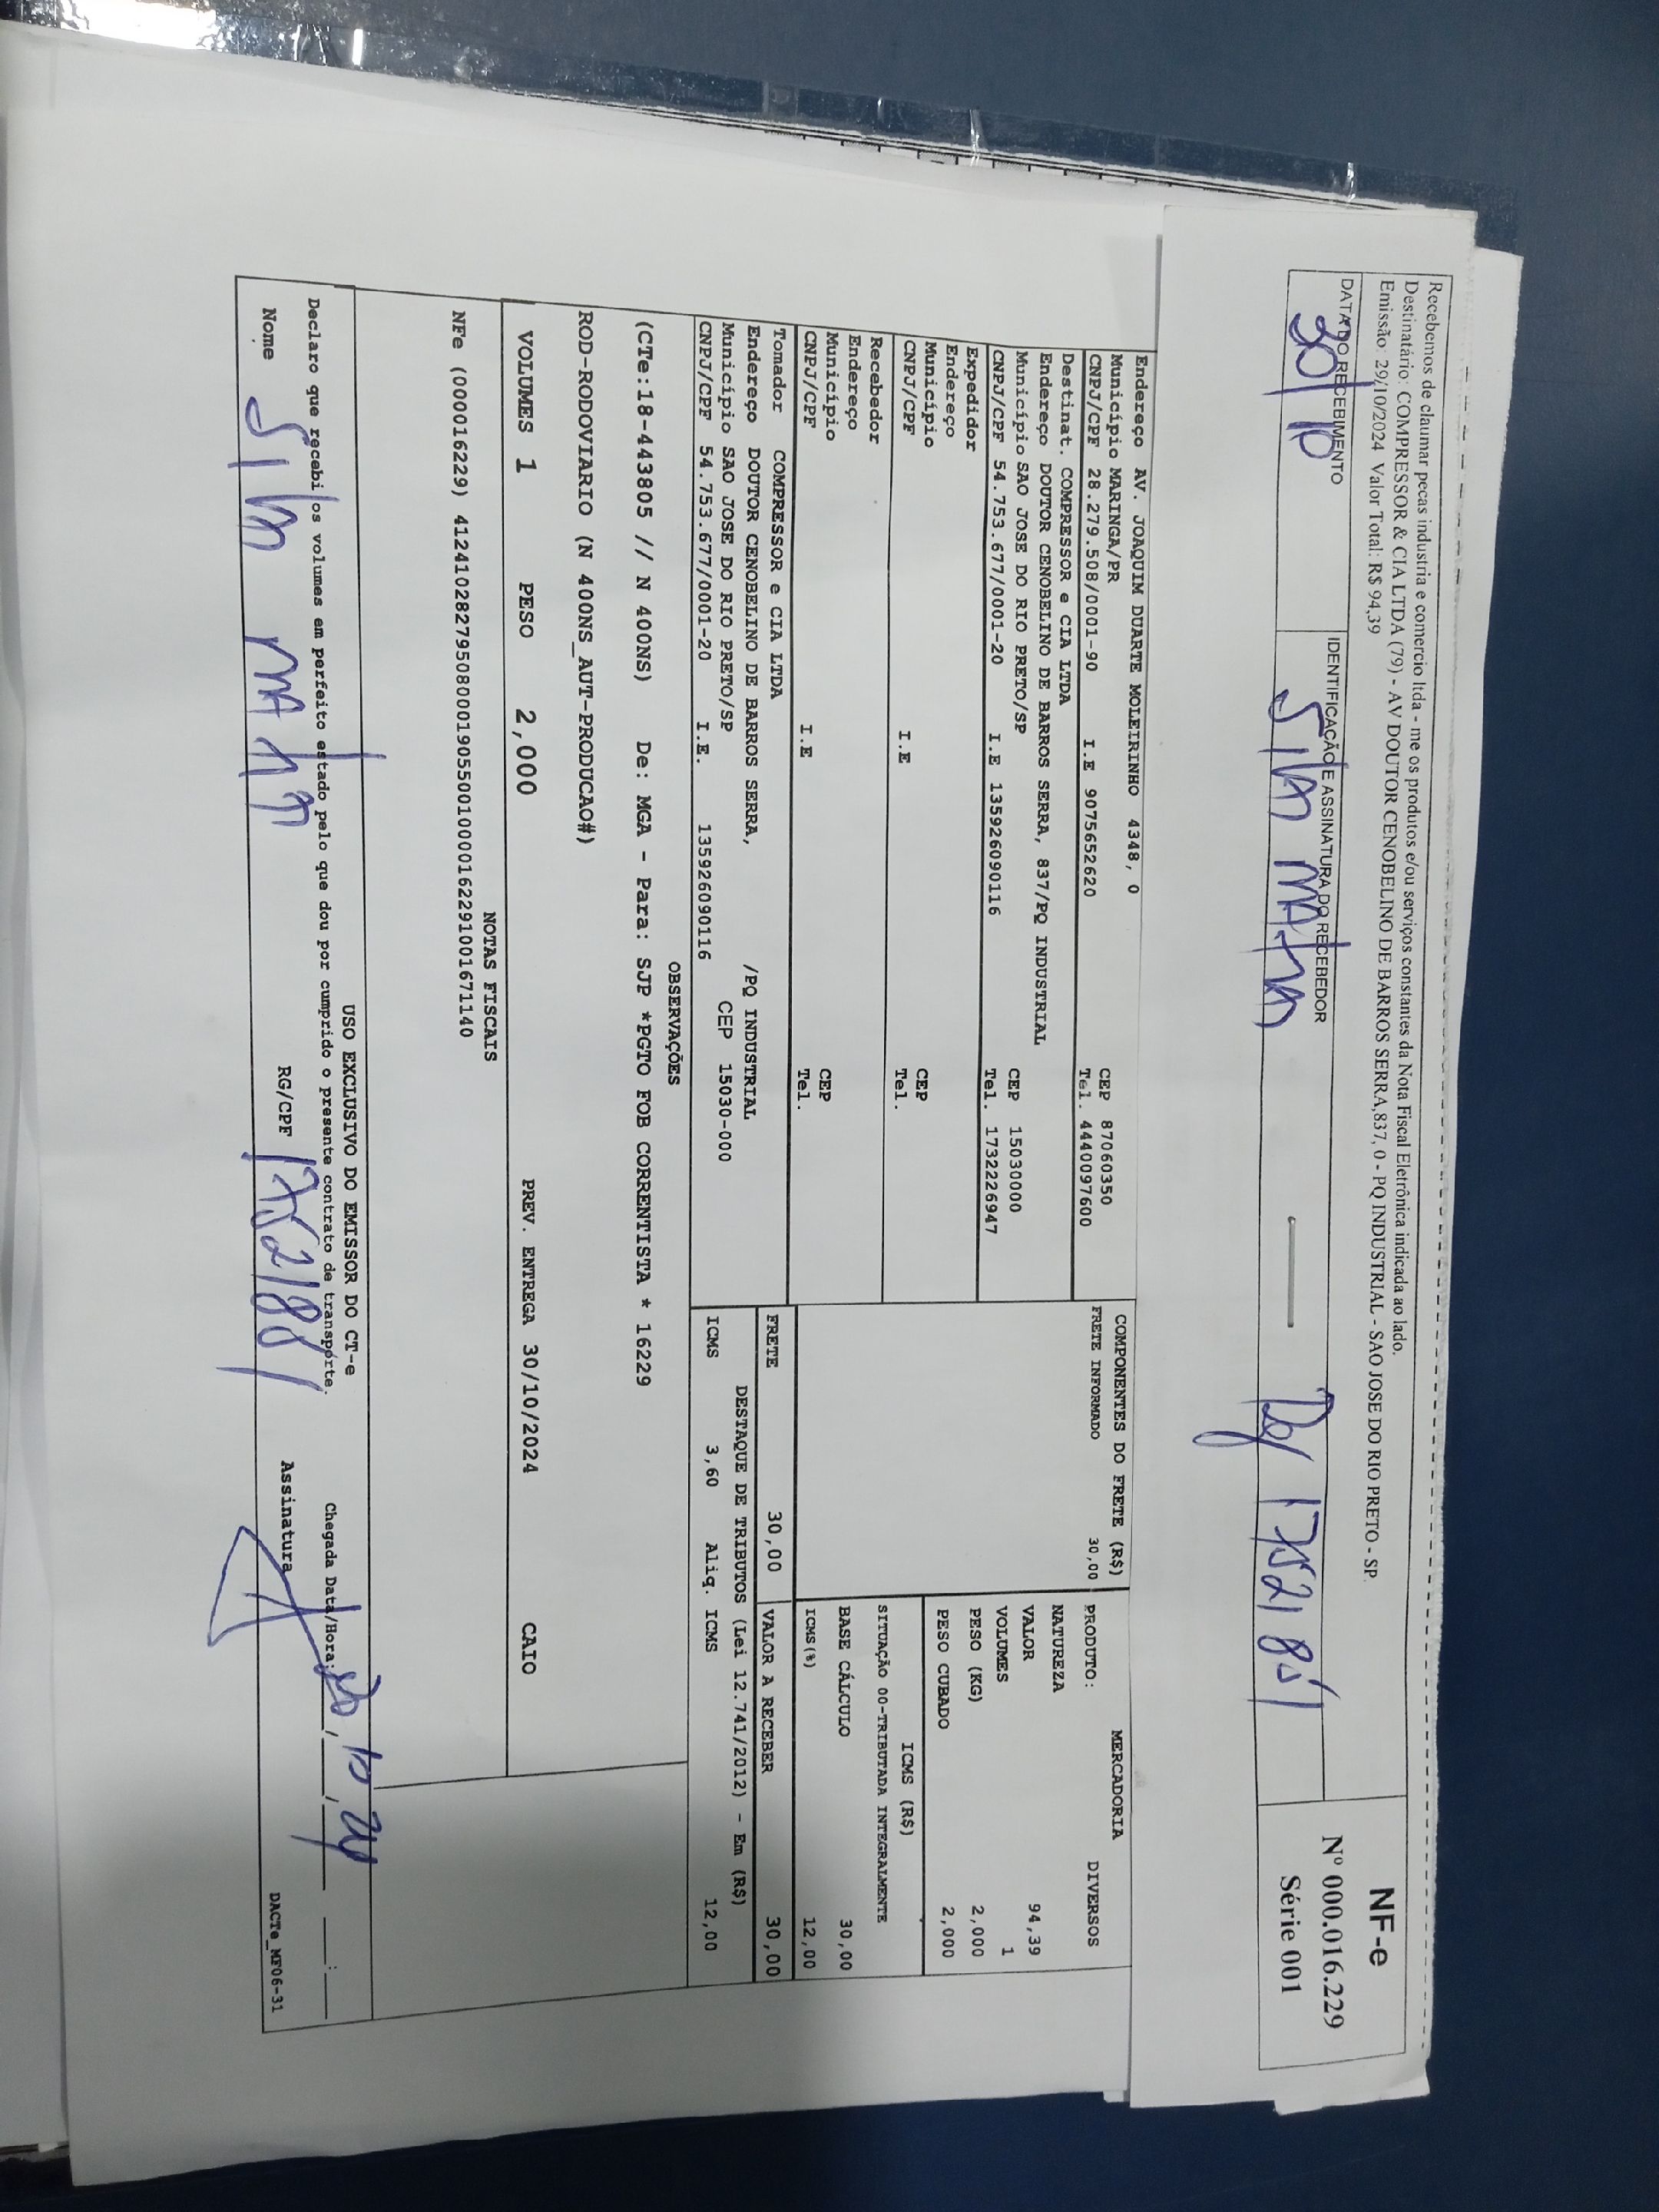 Recebemos de claumar pecas industria e comercio ltda - me os produtos e/ou serviços constantes da Nota Fiscal Eletrônica indicada ao lado.
Destinatário: COMPRESSOR & CIA LTDA (79) - AV DOUTOR CENOBELINO DE BARROS SERRA,837, 0 - PQ INDUSTRIAL - SAO JOSE DO RIO PRETO - SP.
Emissão: 29/10/2024 Valor Total: R$ 94,39
NF-e
Nº 000.016.229
Série 001
DATA DO RECEBIMENTO
30/10
IDENTIFICAÇÃO E ASSINATURA DO RECEBEDOR
Endereço AV. JOAQUIM DUARTE MOLEIRINHO 4348, 0
Município MARINGA/PR CEP 87060350
CNPJ/CPF 28.279.508/0001-90 I.E 9075652620 Tel. 4440097600
Destinat. COMPRESSOR e CIA LTDA
Endereço DOUTOR CENOBELINO DE BARROS SERRA, 837/PQ INDUSTRIAL
Município SAO JOSE DO RIO PRETO/SP CEP 15030000
CNPJ/CPF 54.753.677/0001-20 I.E 135926090116 Tel. 1732226947
Expedidor
Endereço
Município CEP
CNPJ/CPF I.E Tel.
Recebedor
Endereço
Município CEP
CNPJ/CPF I.E Tel.
Tomador COMPRESSOR e CIA LTDA
Endereço DOUTOR CENOBELINO DE BARROS SERRA, /PQ INDUSTRIAL
Município SAO JOSE DO RIO PRETO/SP CEP 15030-000
CNPJ/CPF 54.753.677/0001-20 I.E. 135926090116
COMPONENTES DO FRETE (R$)
FRETE INFORMADO 30,00
FRETE 30,00
MERCADORIA
PRODUTO: DIVERSOS
NATUREZA
VALOR 94,39
VOLUMES 1
PESO (KG) 2,000
PESO CUBADO 2,000
ICMS (R$)
SITUAÇÃO 00-TRIBUTADA INTEGRALMENTE
BASE CÁLCULO 30,00
ICMS(%) 12,00
VALOR A RECEBER 30,00
DESTAQUE DE TRIBUTOS (Lei 12.741/2012) - Em (R$)
ICMS 3,60 Aliq. ICMS 12,00
OBSERVAÇÕES
(CTe:18-443805 // N 400NS) De: MGA - Para: SJP *PGTO FOB CORRENTISTA * 16229
ROD-RODOVIARIO (N 400NS_AUT-PRODUCAO#)
VOLUMES 1 PESO 2,000 PREV. ENTREGA 30/10/2024 CAIO
NOTAS FISCAIS
NFe (000016229) 41241028279508000190550010000162291001671140
USO EXCLUSIVO DO EMISSOR DO CT-e
Declaro que recebi os volumes em perfeito estado pelo que dou por cumprido o presente contrato de transporte.
Chegada Data/Hora: 30/10/24 :
Nome RG/CPF Assinatura
DACTe_MF06-31